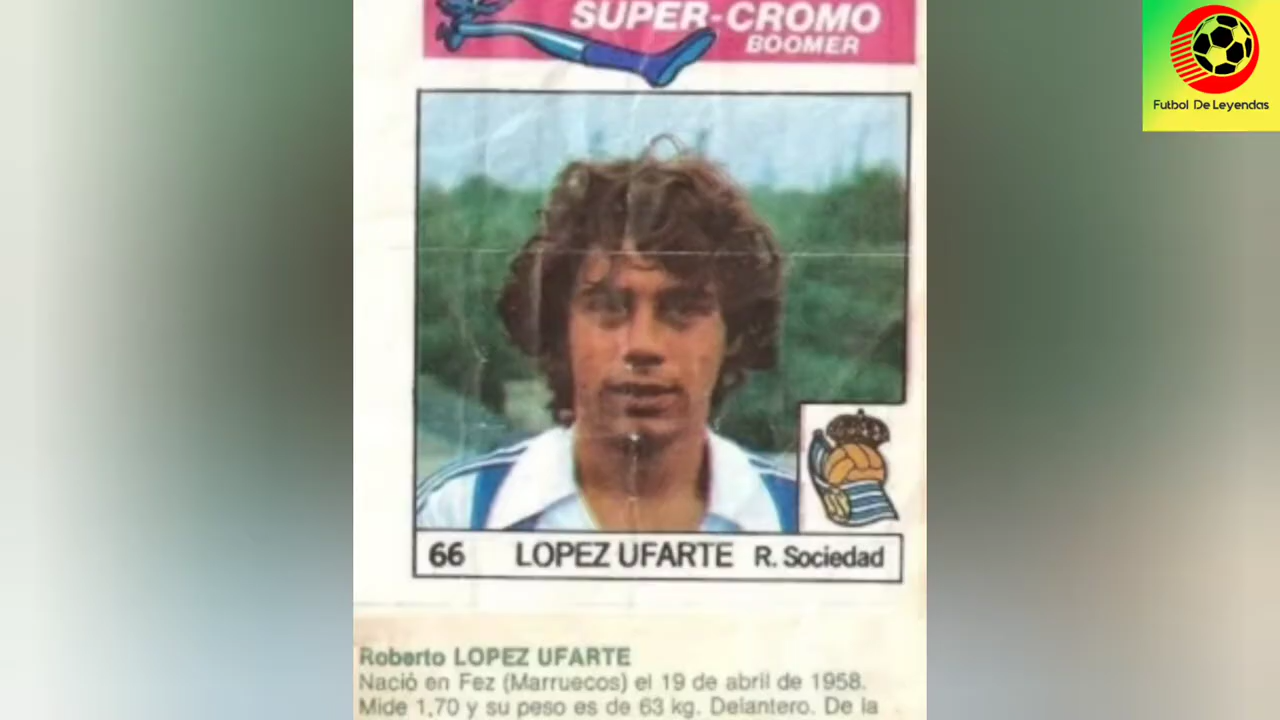 SUPER-CROMO
BOOMER
Futbol De Leyendas
66 LOPEZ UFARTE R. Sociedad
Roberto LOPEZ UFARTE
Nació en Fez (Marruecos) el 19 de abril de 1958.
Mide 1,70 y su peso es de 63 kg. Delantero. De la